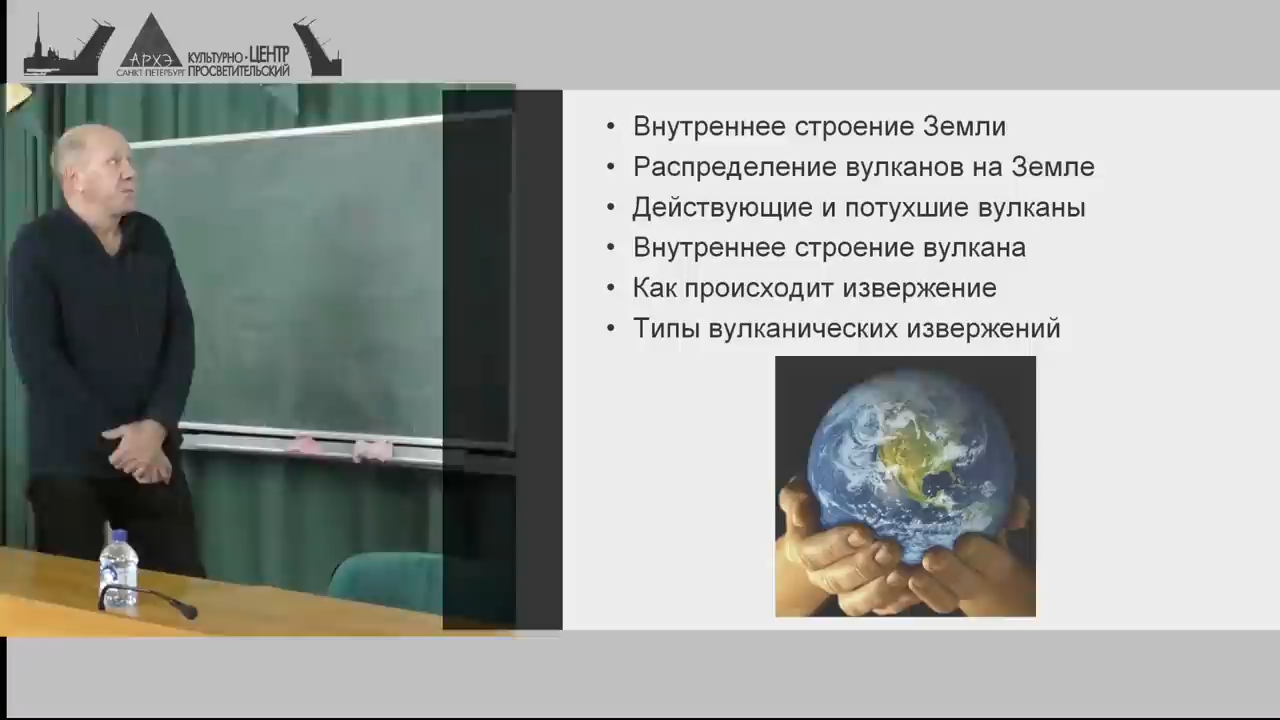 АРХЭ
САНКТ ПЕТЕРБУРГ
КУЛЬТУРНО - ЦЕНТР
ПРОСВЕТИТЕЛЬСКИЙ
• Внутреннее строение Земли
• Распределение вулканов на Земле
• Действующие и потухшие вулканы
• Внутреннее строение вулкана
• Как происходит извержение
• Типы вулканических извержений